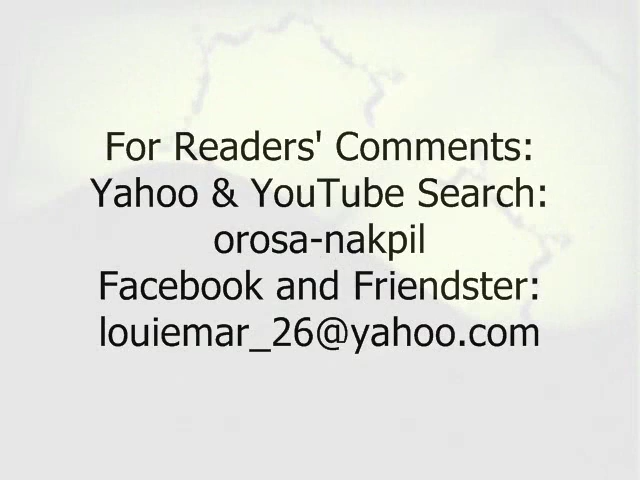 For Readers' Comments:
Yahoo & YouTube Search:
orosa-nakpil
Facebook and Friendster:
louiemar_26@yahoo.com